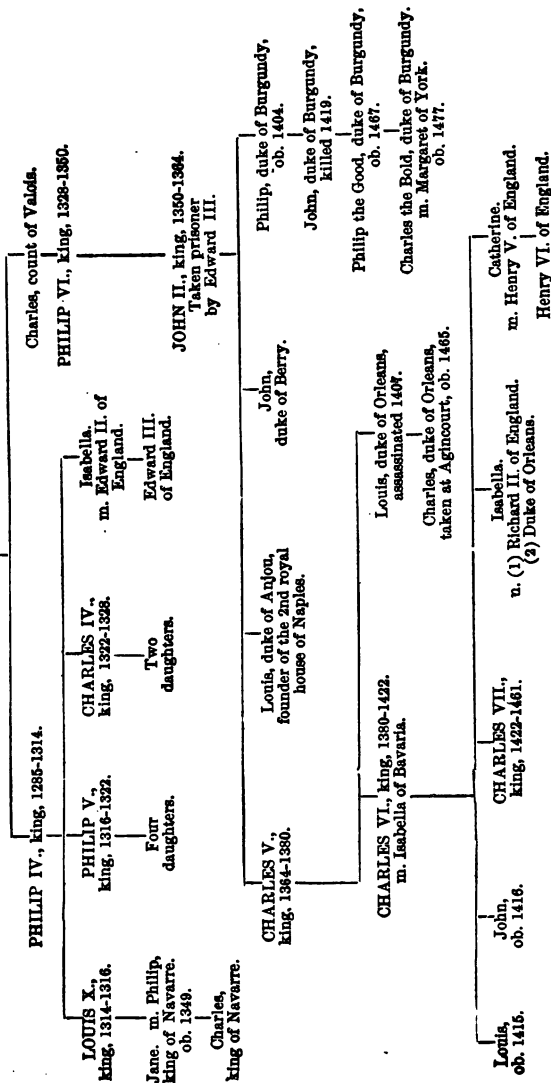 PHILIP IV., king, 1285-1314.
Charles, count of Valois.
PHILIP VI., king, 1328-1350.
LOUIS X.,
king, 1314-1316.
PHILIP V.,
king, 1316-1322.
CHARLES IV.,
king, 1322-1328.
Isabella.
m. Edward II. of
England.
JOHN II., king, 1350-1364.
Taken prisoner
by Edward III.
Jane. m. Philip,
king of Navarre.
ob. 1349.
Four
daughters.
Two
daughters.
Edward III.
of England.
Charles,
king of Navarre.
CHARLES V.,
king, 1364-1380.
Louis, duke of Anjou,
founder of the 2nd royal
house of Naples.
John,
duke of Berry.
Philip, duke of Burgundy,
ob. 1404.
John, duke of Burgundy,
killed 1419.
Philip the Good, duke of Burgundy,
ob. 1467.
Charles the Bold, duke of Burgundy.
m. Margaret of York.
ob. 1477.
CHARLES VI., king, 1380-1422.
m. Isabella of Bavaria.
Louis, duke of Orleans,
assassinated 1407.
Charles, duke of Orleans,
taken at Agincourt, ob. 1465.
Louis,
ob. 1415.
John,
ob. 1416.
CHARLES VII.,
king, 1422-1461.
Isabella.
m. (1) Richard II. of England.
(2) Duke of Orleans.
Catherine.
m. Henry V. of England.
Henry VI. of England